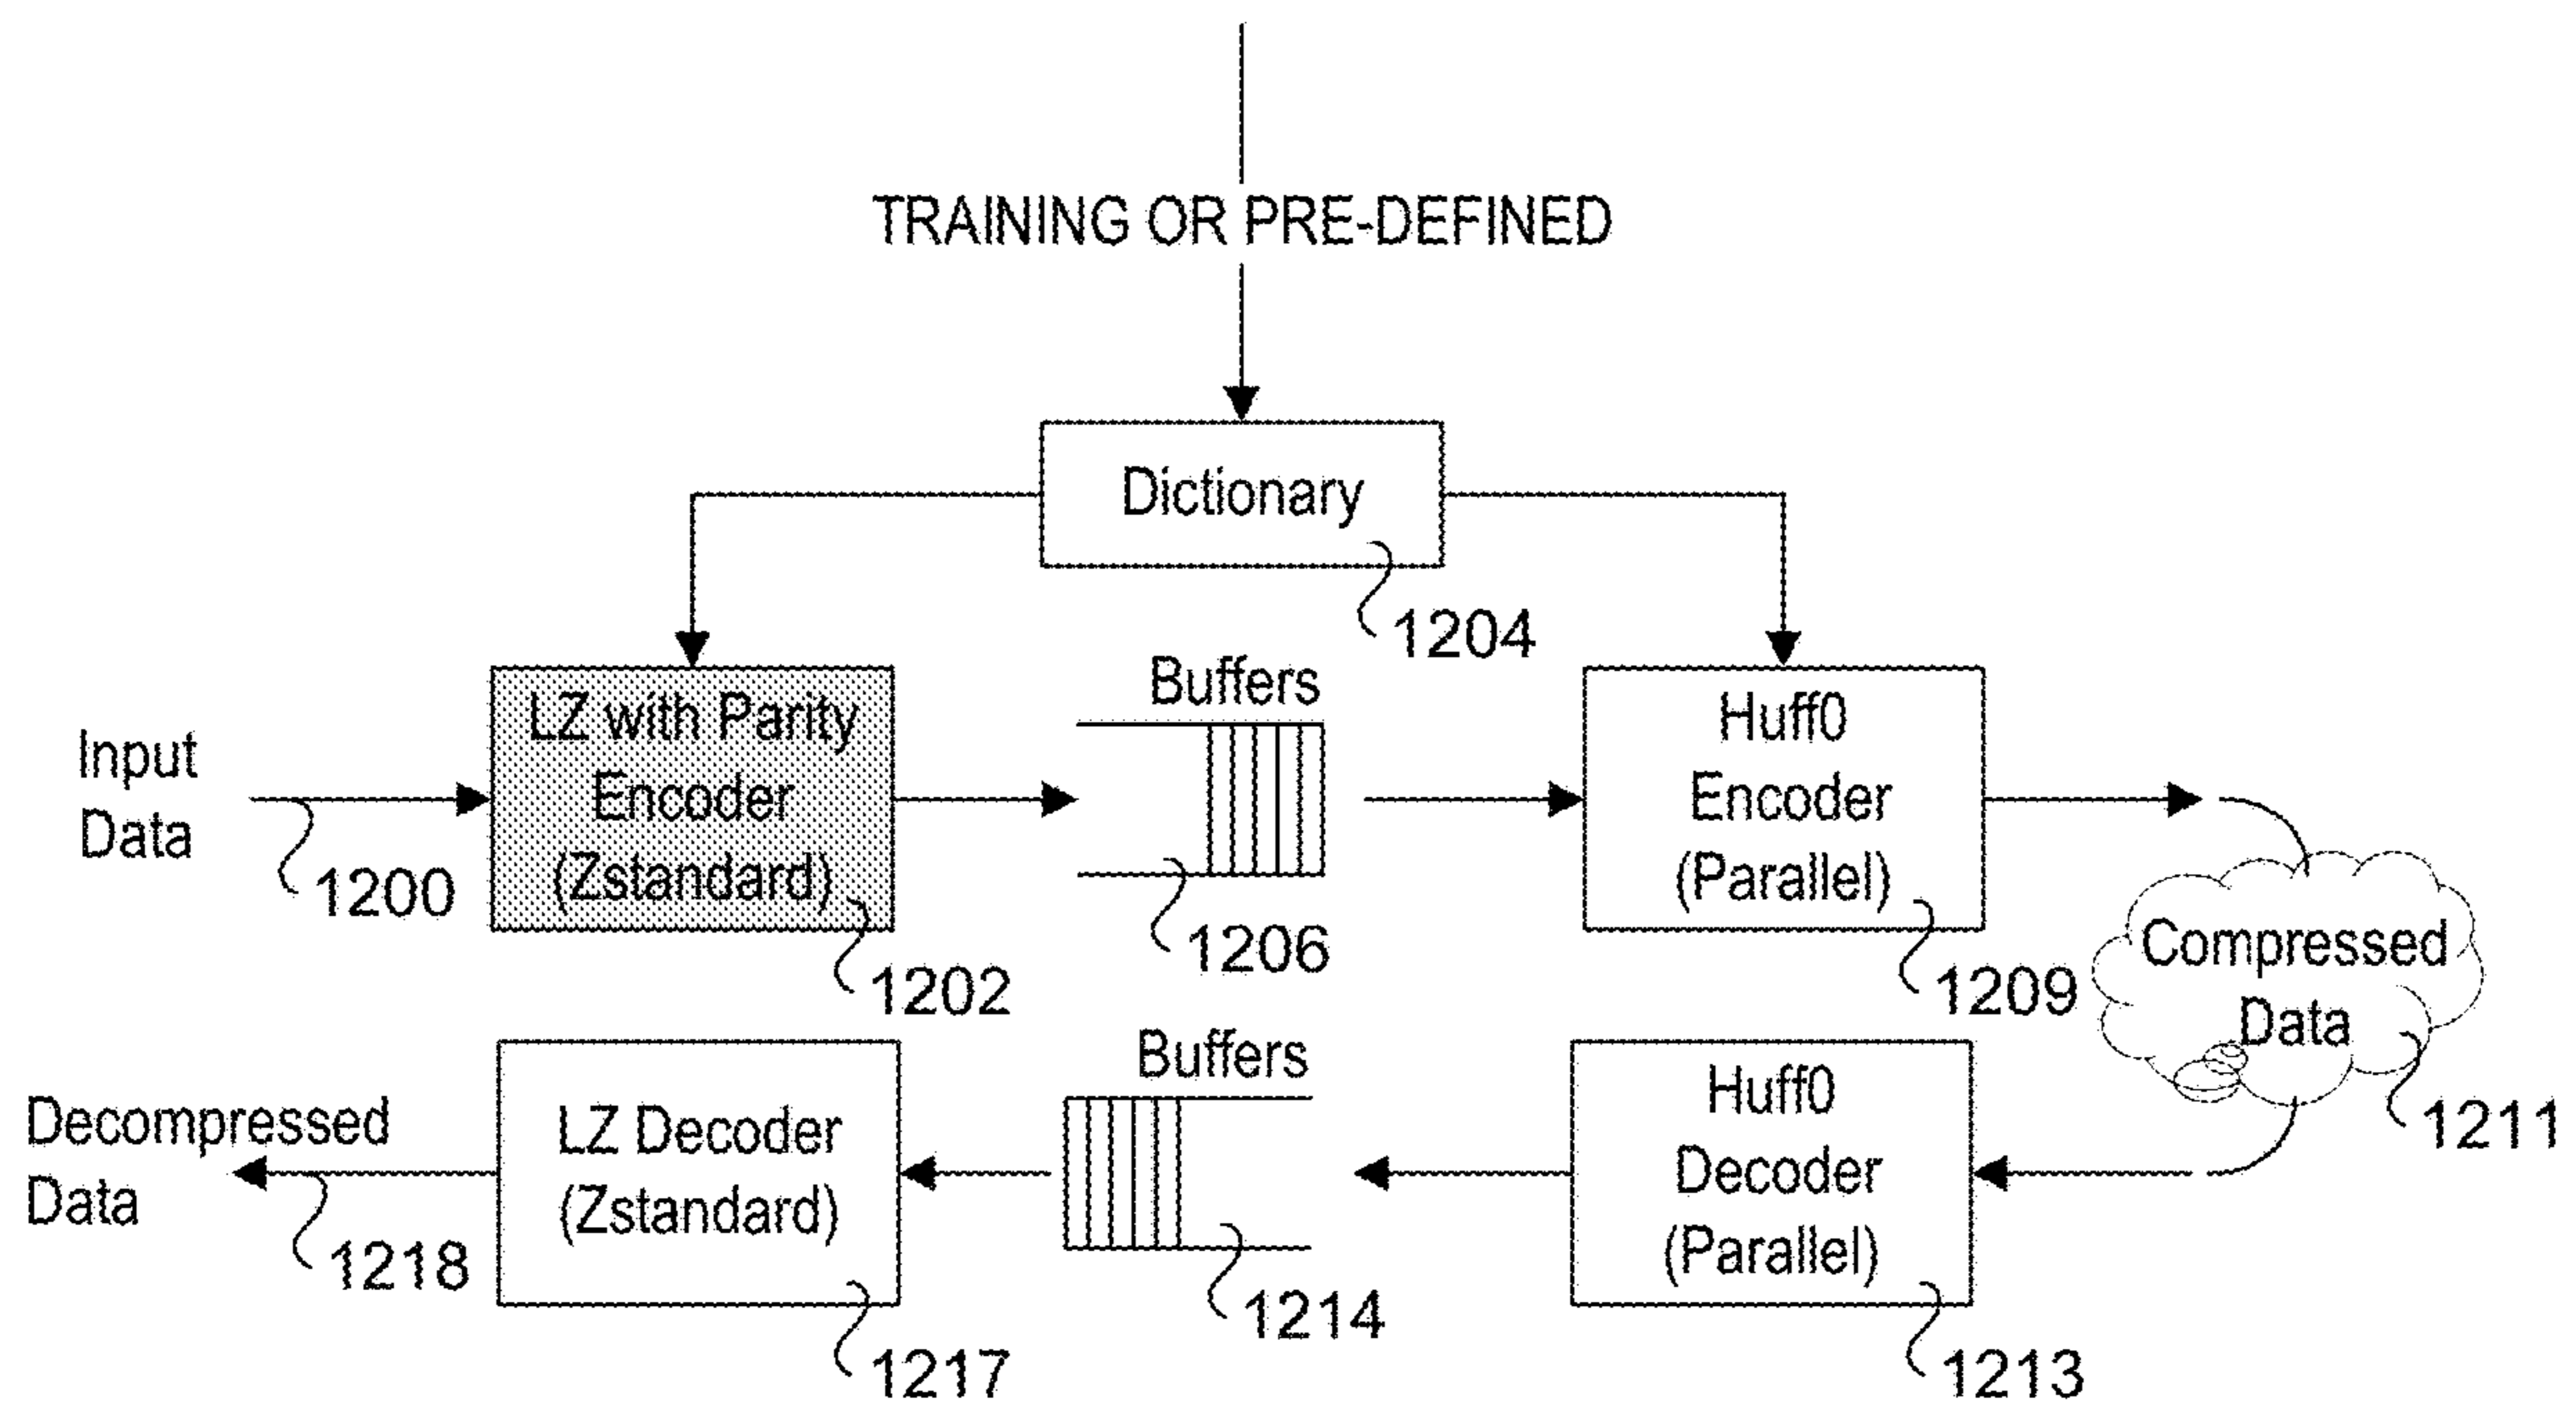 TRAINING OR PRE-DEFINED
Dictionary
1204
Input
Data
1200
LZ with Parity
Encoder
(Zstandard)
1202
Buffers
1206
Huff0
Encoder
(Parallel)
1209
Compressed
Data
1211
Huff0
Decoder
(Parallel)
1213
Buffers
1214
LZ Decoder
(Zstandard)
1217
Decompressed
Data
1218